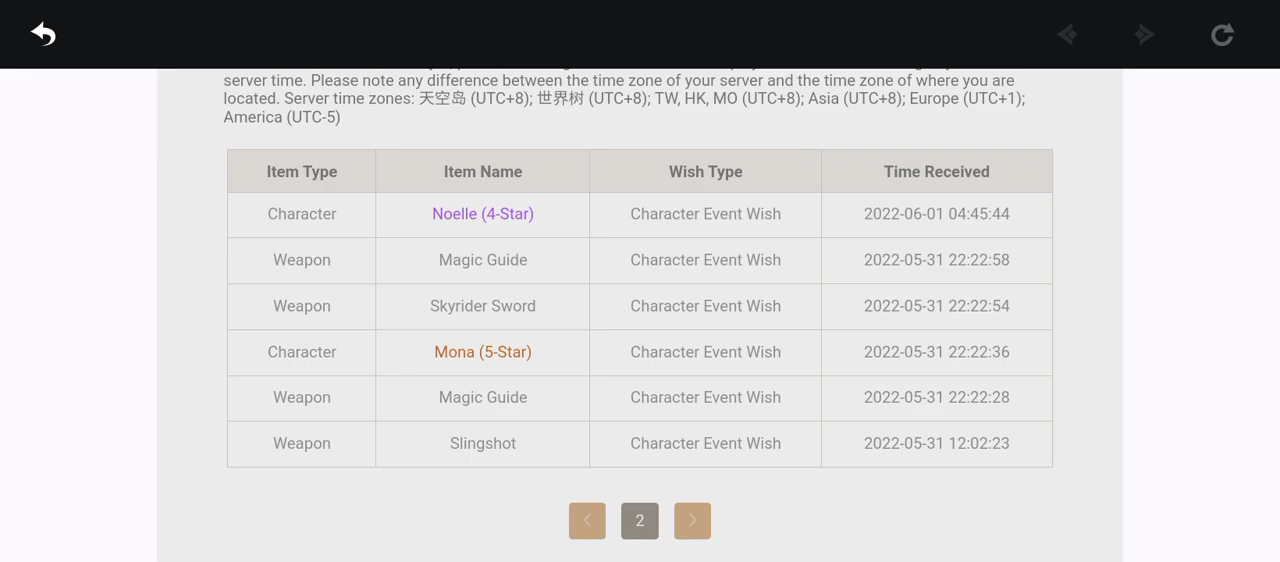 server time. Please note any difference between the time zone of your server and the time zone of where you are
located. Server time zones: 天空岛 (UTC+8); 世界树 (UTC+8); TW, HK, MO (UTC+8); Asia (UTC+8); Europe (UTC+1);
America (UTC-5)
Item Type Item Name Wish Type Time Received
Character Noelle (4-Star) Character Event Wish 2022-06-01 04:45:44
Weapon Magic Guide Character Event Wish 2022-05-31 22:22:58
Weapon Skyrider Sword Character Event Wish 2022-05-31 22:22:54
Character Mona (5-Star) Character Event Wish 2022-05-31 22:22:36
Weapon Magic Guide Character Event Wish 2022-05-31 22:22:28
Weapon Slingshot Character Event Wish 2022-05-31 12:02:23
2